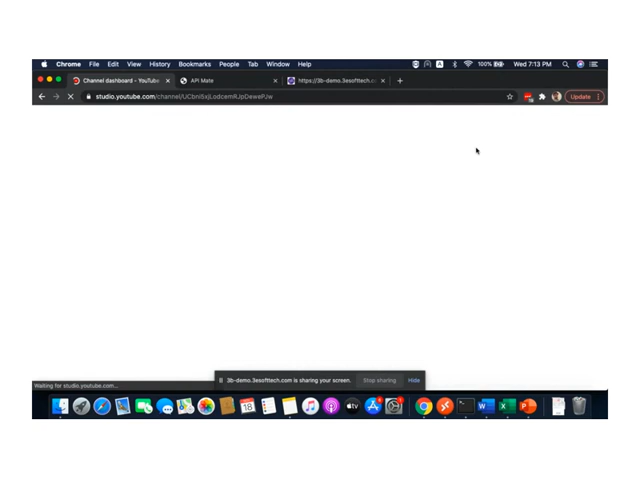 Chrome File Edit View History Bookmarks People Tab Window Help 100% Wed 7:13 PM
Channel dashboard - YouTube API Mate https://3b-demo.3esofttech.c
studio.youtube.com/channel/ Update
Waiting for studio.youtube.com...
3b-demo.3esofttech.com is sharing your screen. Stop sharing Hide
18
tv
W X P